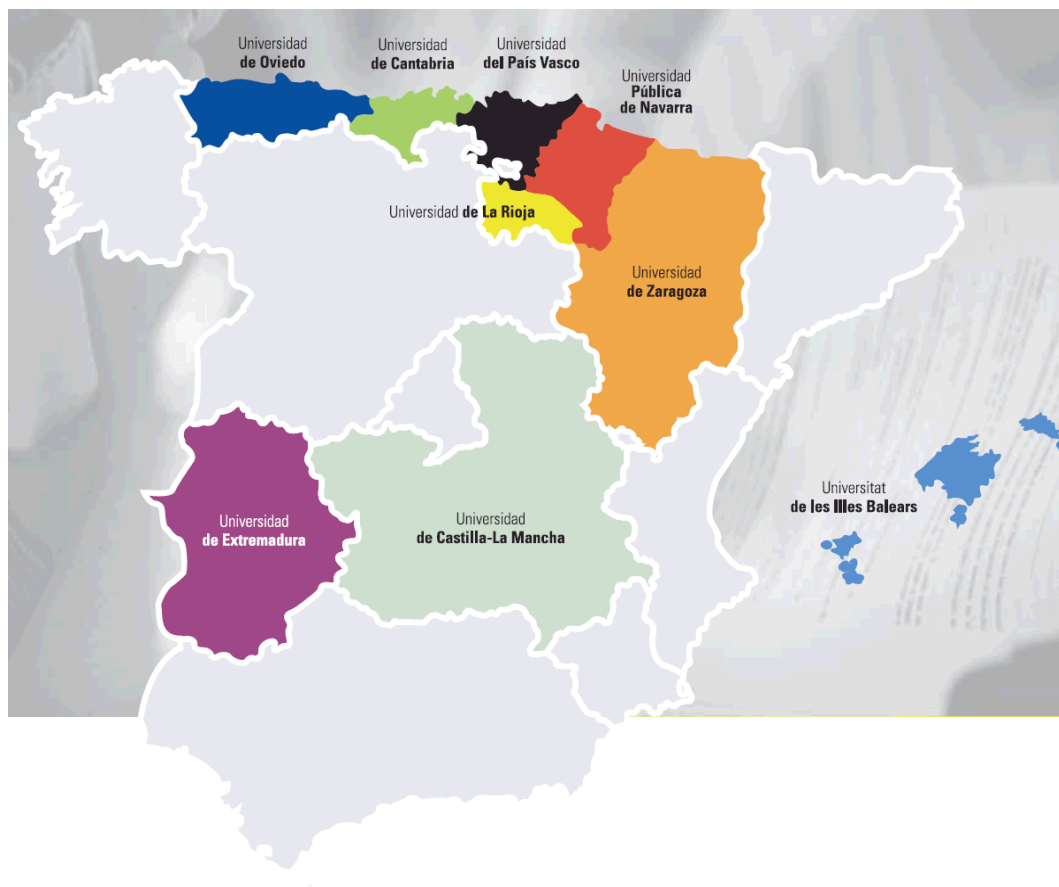 Universidad
de Oviedo
Universidad
de Cantabria
Universidad
del País Vasco
Universidad
Pública
de Navarra
Universidad de La Rioja
Universidad
de Zaragoza
Universidad
de Extremadura
Universidad
de Castilla-La Mancha
Universitat
de les Illes Balears